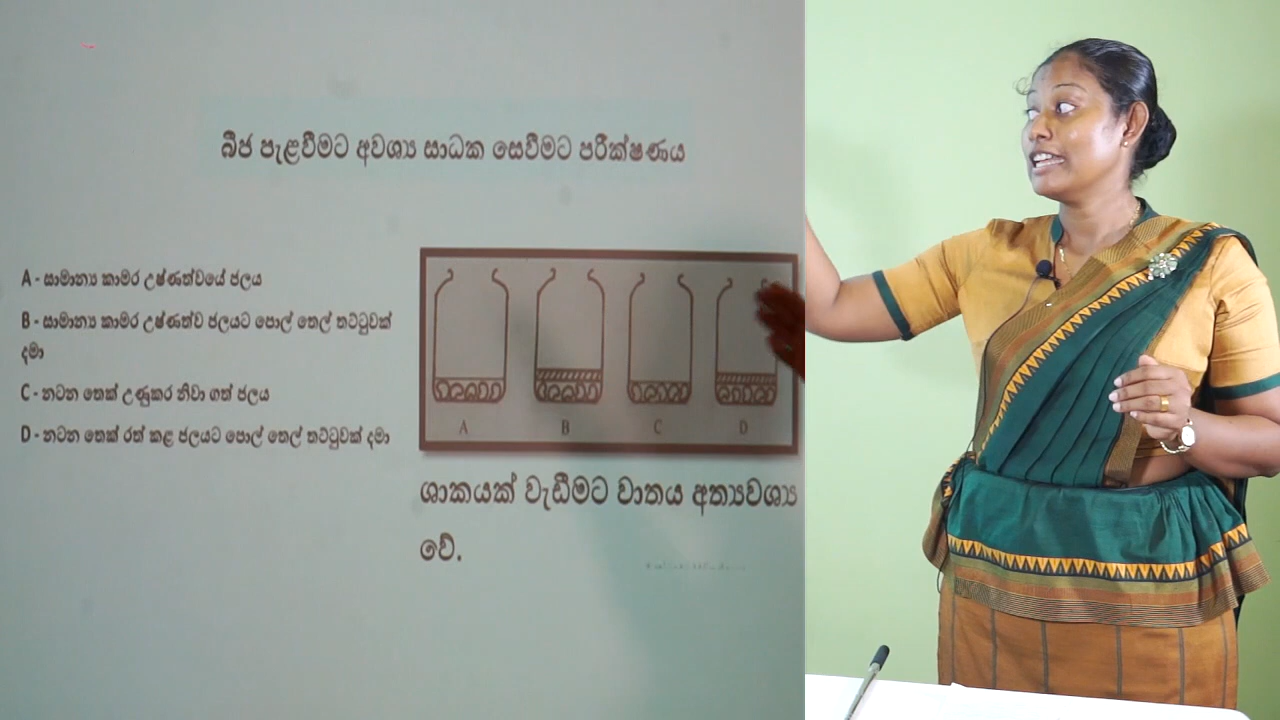 බීජ පැළවීමට අවශ්‍ය සාධක සෙවීමට පරීක්ෂණය
A - සාමාන්‍ය කාමර උෂ්ණත්වයේ ජලය
B - සාමාන්‍ය කාමර උෂ්ණත්ව ජලයට පොල් තෙල් තට්ටුවක්
දමා
C - නටන තෙක් උණුකර නිවා ගත් ජලය
D - නටන තෙක් රත් කළ ජලයට පොල් තෙල් තට්ටුවක් දමා
A B C D
ශාකයක් වැඩීමට වාතය අත්‍යවශ්‍ය
වේ.